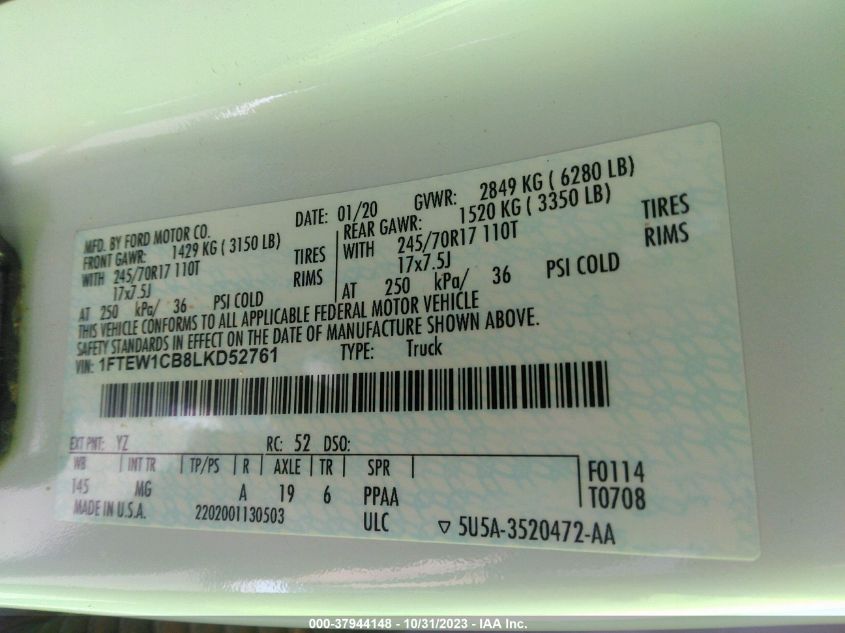 MFD. BY FORD MOTOR CO. DATE: 01/20 GVWR: 2849 KG ( 6280 LB)
FRONT GAWR: 1429 KG ( 3150 LB) REAR GAWR: 1520 KG ( 3350 LB)
WITH 245/70R17 110T TIRES WITH 245/70R17 110T TIRES
17x7.5J RIMS 17x7.5J RIMS
AT 250 kPa/ 36 PSI COLD AT 250 kPa/ 36 PSI COLD
THIS VEHICLE CONFORMS TO ALL APPLICABLE FEDERAL MOTOR VEHICLE
SAFETY STANDARDS IN EFFECT ON THE DATE OF MANUFACTURE SHOWN ABOVE.
VIN: 1FTEW1CB8LKD52761 TYPE: Truck
EXT PNT: YZ RC: 52 DSO:
WB INT TR TP/PS R AXLE TR SPR F0114
145 MG A 19 6 PPAA T0708
MADE IN U.S.A. 2202001130503 ULC ▽ 5U5A-3520472-AA
000-37944148 - 10/31/2023 - IAA Inc.